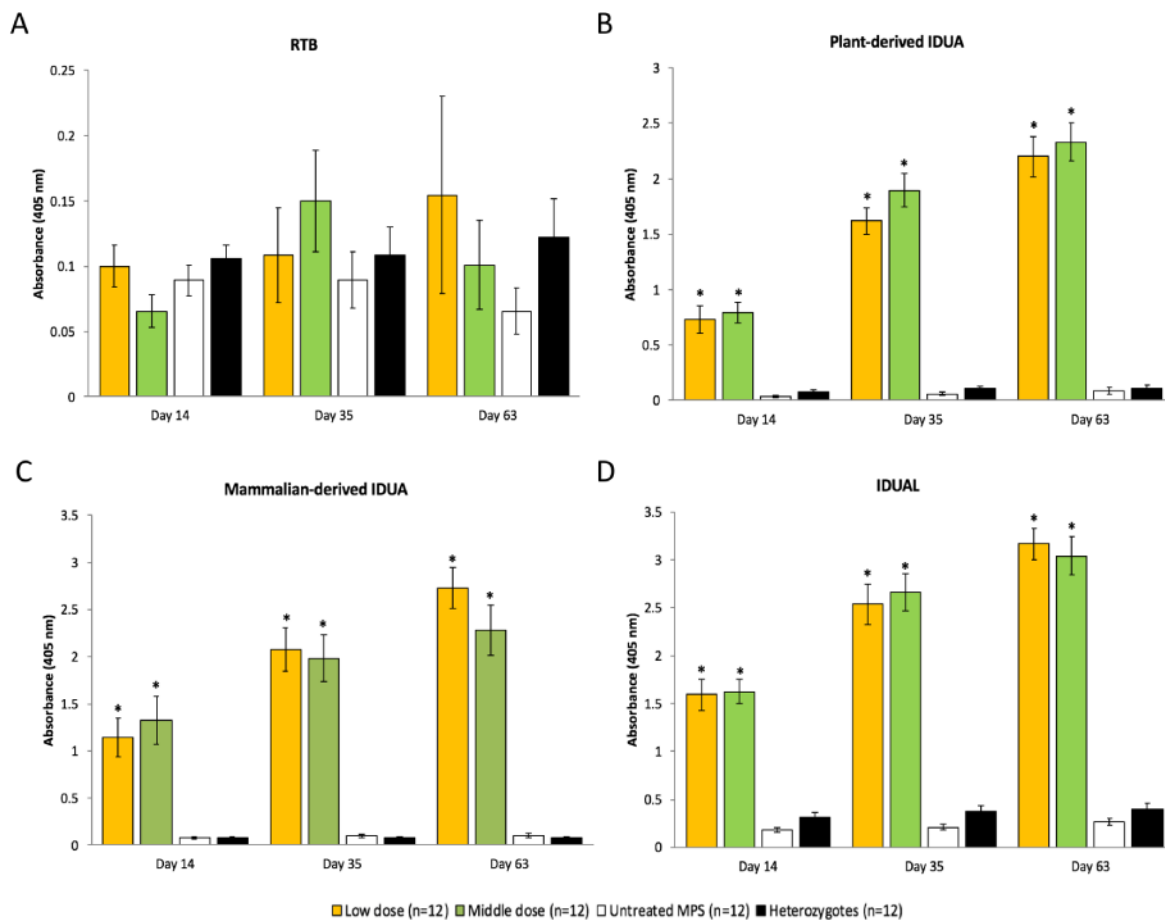 A
RTB
Absorbance (405 nm)
0.25
0.2
0.15
0.1
0.05
0
Day 14 Day 35 Day 63
B
Plant-derived IDUA
Absorbance (405 nm)
3
2.5
2
1.5
1
0.5
0
* * * * * *
Day 14 Day 35 Day 63
C
Mammalian-derived IDUA
Absorbance (405 nm)
3.5
3
2.5
2
1.5
1
0.5
0
* * * * * *
Day 14 Day 35 Day 63
D
IDUAL
Absorbance (405 nm)
3.5
3
2.5
2
1.5
1
0.5
0
* * * * * *
Day 14 Day 35 Day 63
Low dose (n=12) Middle dose (n=12) Untreated MPS (n=12) Heterozygotes (n=12)